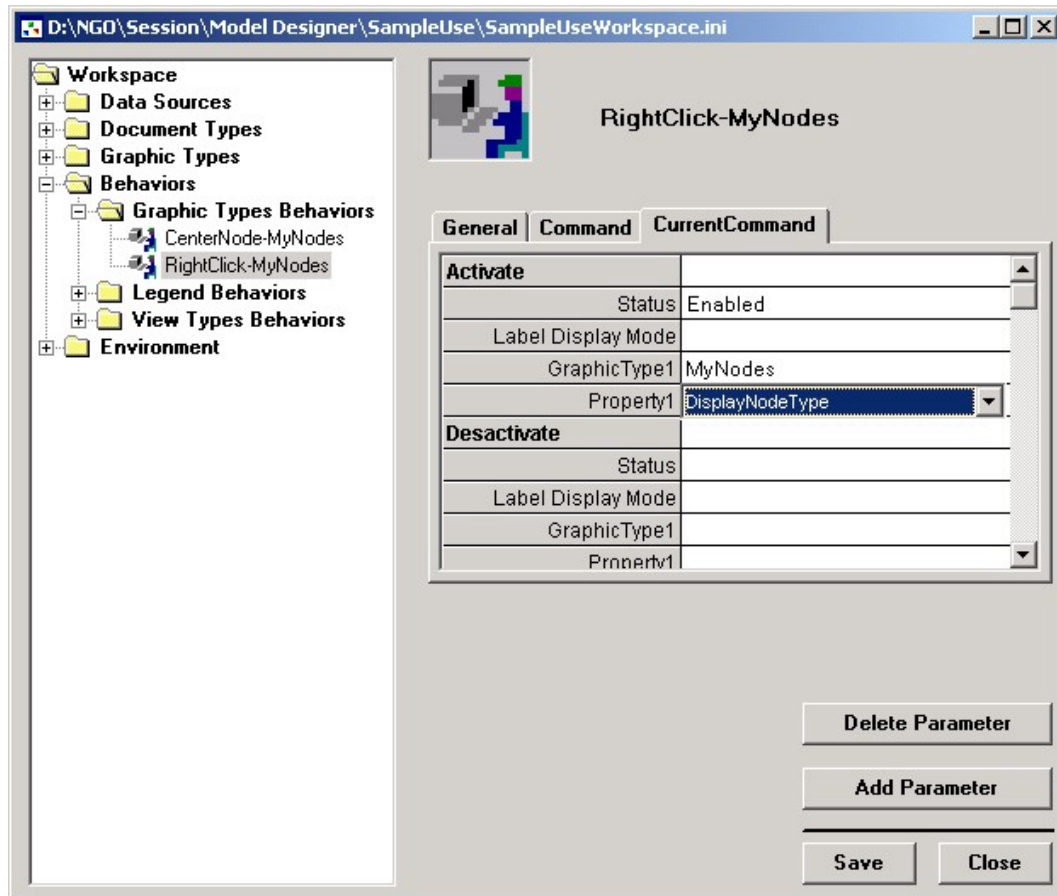 D:\NGO\Session\Model Designer\SampleUse\SampleUseWorkspace.ini
Workspace
Data Sources
Document Types
Graphic Types
Behaviors
Graphic Types Behaviors
CenterNode-MyNodes
RightClick-MyNodes
Legend Behaviors
View Types Behaviors
Environment
RightClick-MyNodes
General Command CurrentCommand
Activate
Status Enabled
Label Display Mode
GraphicType1 MyNodes
Property1 DisplayNodeType
Desactivate
Status
Label Display Mode
GraphicType1
Property1
Delete Parameter
Add Parameter
Save Close